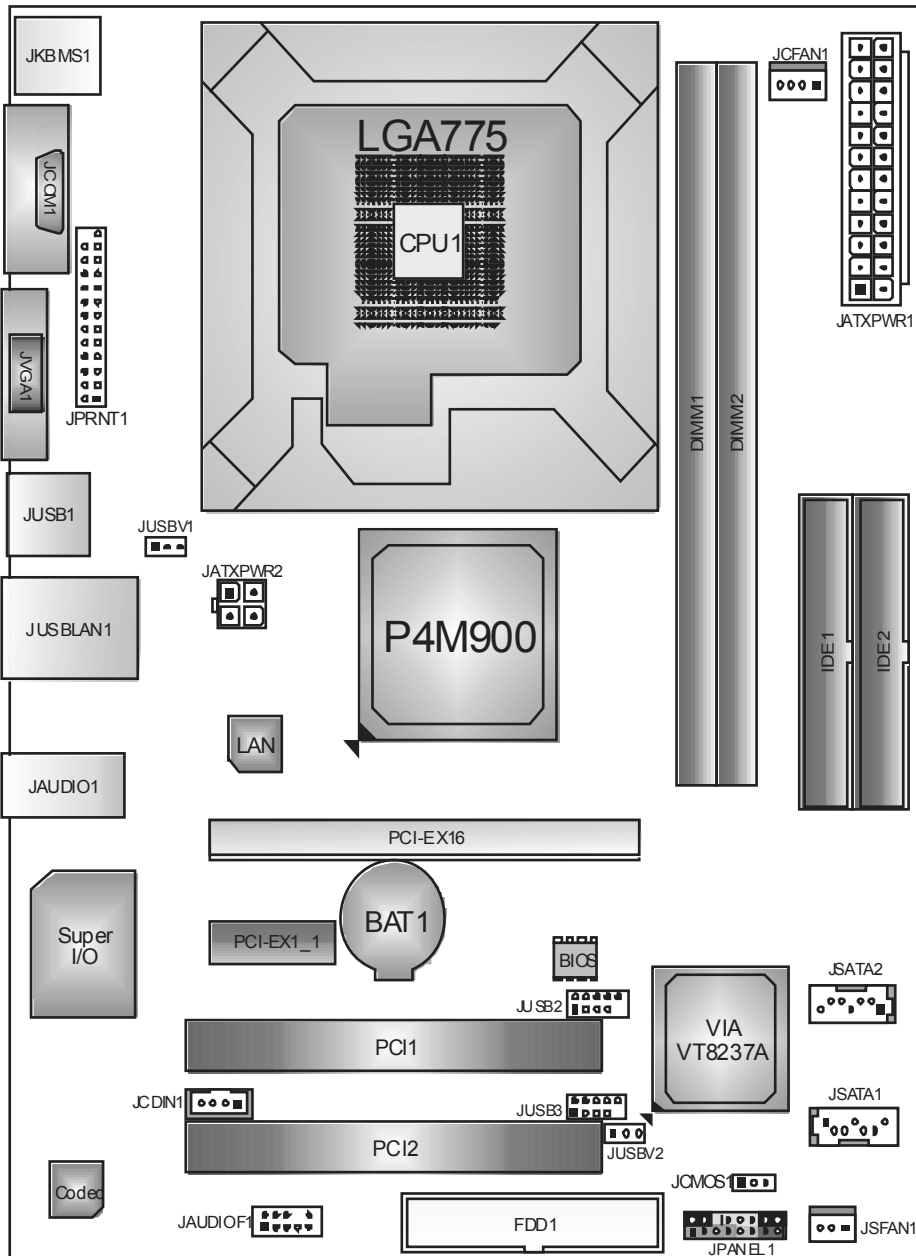 JKBMS1
JCFAN1
LGA775
JCOM1
CPU1
JATXPWR1
JVGA1
JPRNT1
DIMM1
DIMM2
JUSB1
JUSBV1
JATXPWR2
JUSBLAN1
P4M900
IDE1
IDE2
LAN
JAUDIO1
PCI-EX16
BAT1
Super
I/O
PCI-EX1_1
BIOS
JSATA2
JUSB2
VIA
VT8237A
PCI1
JCDIN1
JUSB3
JSATA1
PCI2
JUSBV2
JCMOS1
Codec
JAUDIOF1
FDD1
JSFAN1
JPANEL1